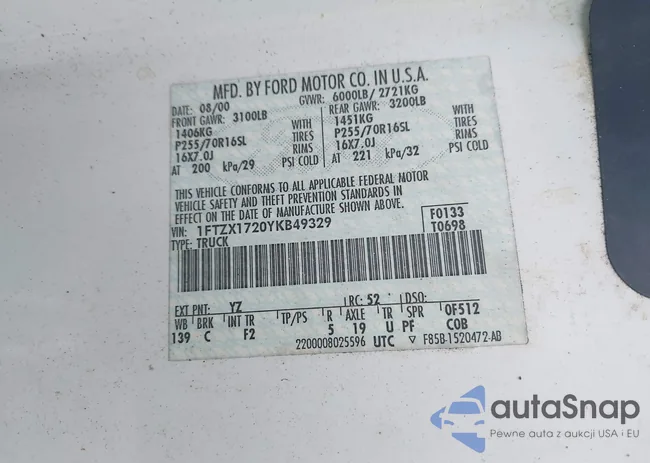 MFD. BY FORD MOTOR CO. IN U.S.A.
DATE: 08/00 GVWR: 6000LB/ 2721KG
FRONT GAWR: 3100LB REAR GAWR: 3200LB
1406KG WITH 1451KG WITH
P255/70R16SL TIRES P255/70R16SL TIRES
16X7.0J RIMS 16X7.0J RIMS
AT 200 kPa/29 PSI COLD AT 221 kPa/32 PSI COLD
THIS VEHICLE CONFORMS TO ALL APPLICABLE FEDERAL MOTOR
VEHICLE SAFETY AND THEFT PREVENTION STANDARDS IN EFFECT
ON THE DATE OF MANUFACTURE SHOWN ABOVE.
VIN: 1FTZX1720YKB49329 F0133
TYPE: TRUCK T0698
EXT PNT: YZ RC: 52 DSO:
WB BRK INT TR TP/PS R AXLE TR SPR 0F512
139 C F2 5 19 U PF COB
2200008025596 UTC ▽ F85B-1520472-AB
autaSnap
Pewne auta z aukcji USA i EU